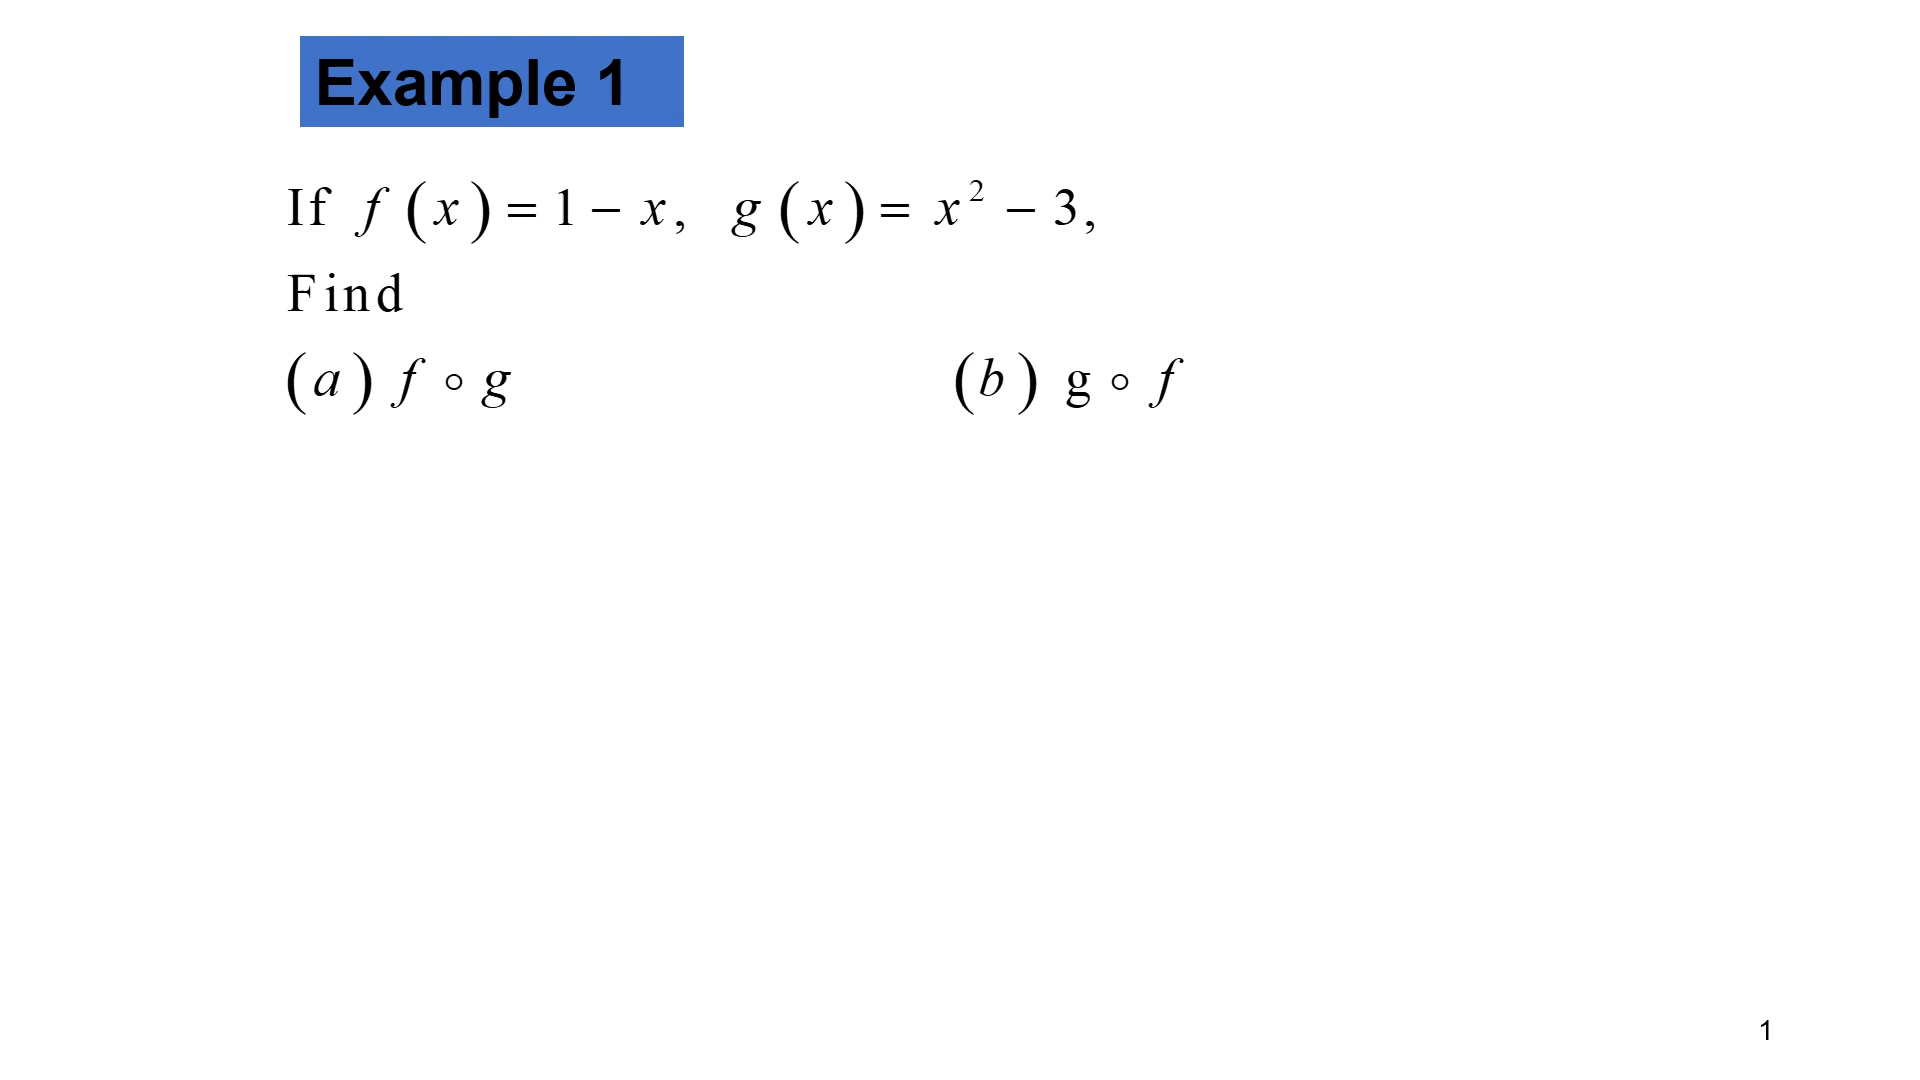 Example 1
If f(x) = 1 − x, g(x) = x² − 3,
Find
(a) f ∘ g (b) g ∘ f
1